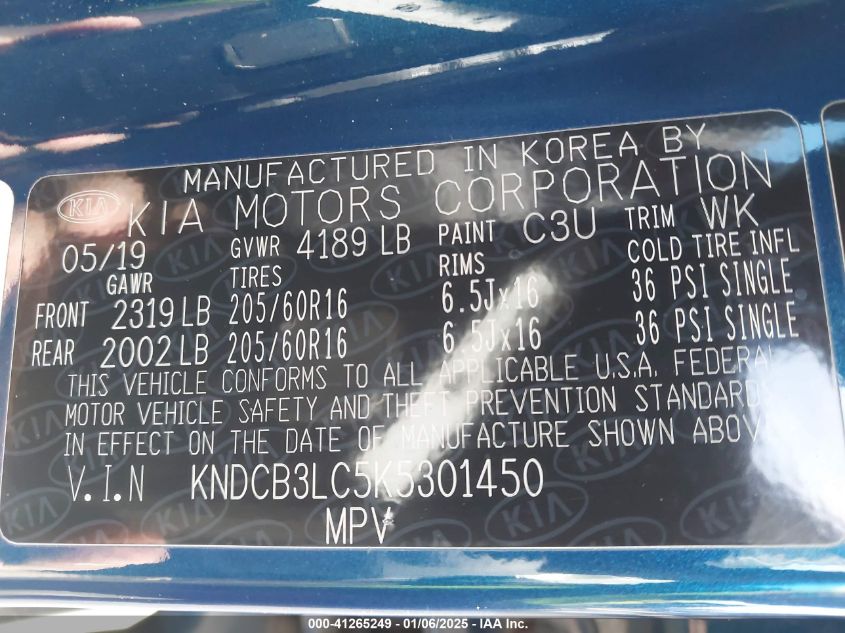 MANUFACTURED IN KOREA BY
KIA KIA MOTORS CORPORATION
05/19 GVWR 4189 LB PAINT C3U TRIM WK
GAWR TIRES RIMS COLD TIRE INFL
FRONT 2319 LB 205/60R16 6.5Jx16 36 PSI SINGLE
REAR 2002 LB 205/60R16 6.5Jx16 36 PSI SINGLE
THIS VEHICLE CONFORMS TO ALL APPLICABLE U.S.A. FEDERAL
MOTOR VEHICLE SAFETY AND THEFT PREVENTION STANDARDS
IN EFFECT ON THE DATE OF MANUFACTURE SHOWN ABOVE
V.I.N KNDCB3LC5K5301450
MPV
000-41265249 - 01/06/2025 - IAA Inc.